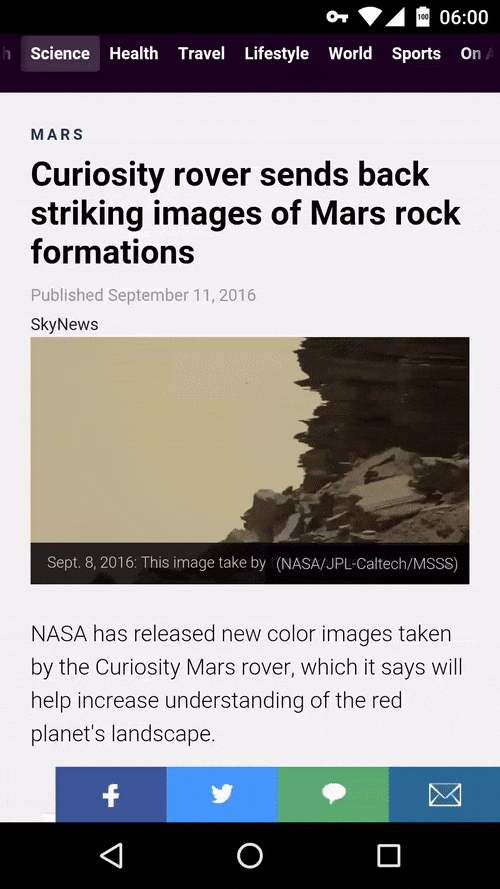 100 06:00
Science Health Travel Lifestyle World Sports On
MARS
Curiosity rover sends back
striking images of Mars rock
formations
Published September 11, 2016
SkyNews
Sept. 8, 2016: This image take by (NASA/JPL-Caltech/MSSS)
NASA has released new color images taken
by the Curiosity Mars rover, which it says will
help increase understanding of the red
planet's landscape.